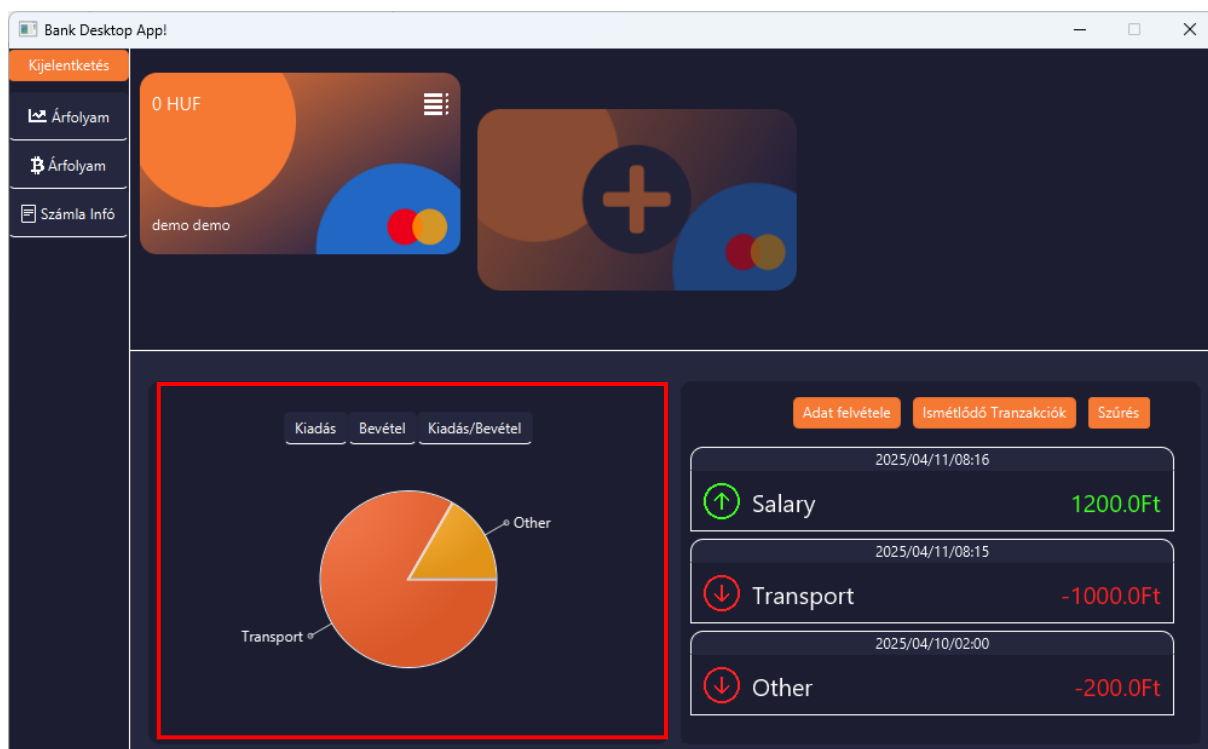 Bank Desktop App!
Kijelentketés
Árfolyam
Árfolyam
Számla Infó
0 HUF
demo demo
Kiadás Bevétel Kiadás/Bevétel
Other
Transport
Adat felvétele Ismétlődő Tranzakciók Szűrés
2025/04/11/08:16
Salary 1200.0Ft
2025/04/11/08:15
Transport -1000.0Ft
2025/04/10/02:00
Other -200.0Ft